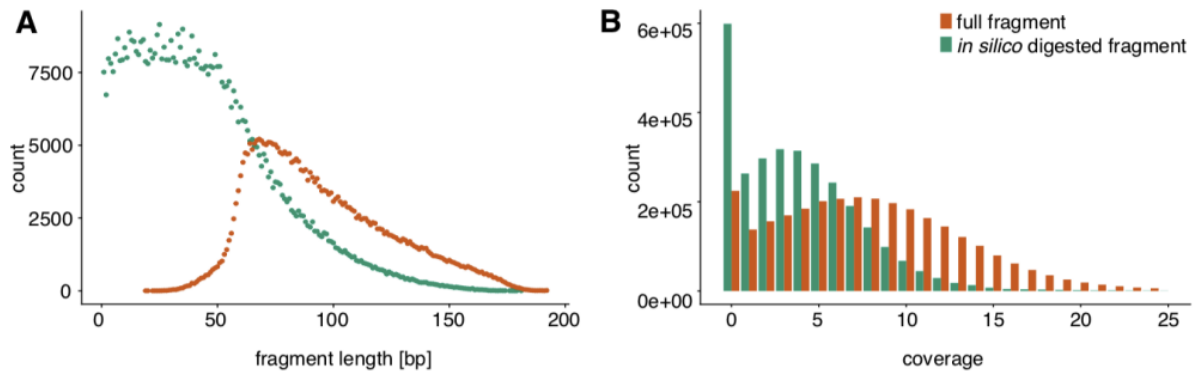 A
7500
5000
2500
0
count
0 50 100 150 200
fragment length [bp]
B
full fragment
in silico digested fragment
6e+05
4e+05
2e+05
0e+00
count
0 5 10 15 20 25
coverage